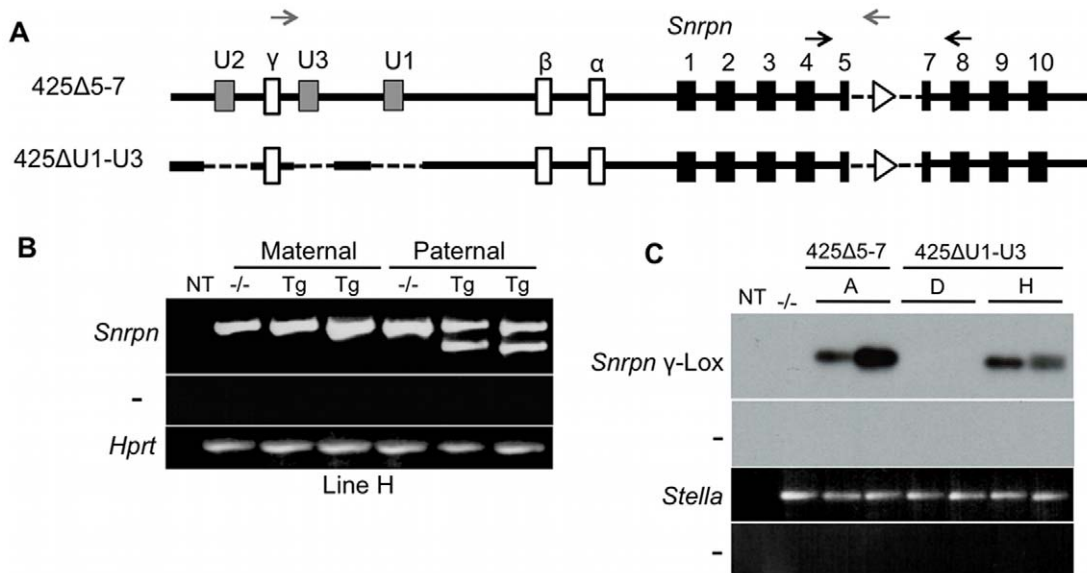 A
Snrpn
U2 γ U3 U1 β α 1 2 3 4 5 7 8 9 10
425Δ5-7
425ΔU1-U3
B
Maternal Paternal
NT -/- Tg Tg -/- Tg Tg
Snrpn
-
Hprt
Line H
C
425Δ5-7 425ΔU1-U3
NT -/- A D H
Snrpn γ-Lox
-
Stella
-